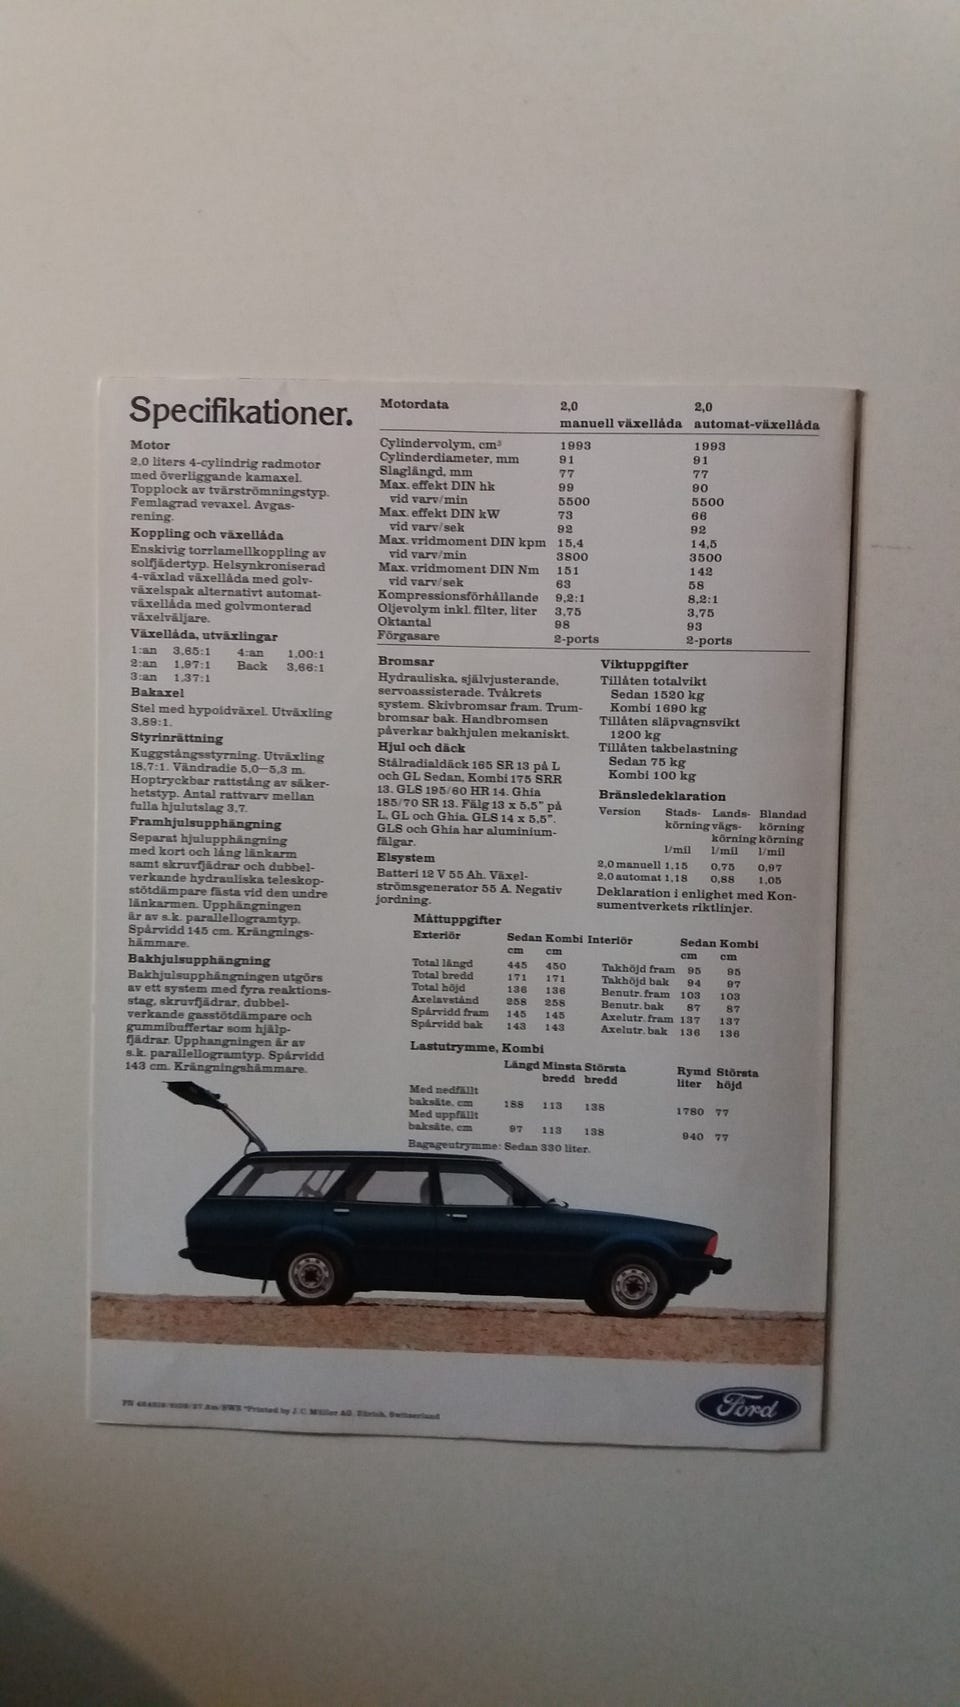 Specifikationer.
Motor
2,0 liters 4-cylindrig radmotor
med överliggande kamaxel.
Topplock av tvärströmningstyp.
Femlagrad vevaxel. Avgas-
rening.
Koppling och växellåda
Enskivig torrlamellkoppling av
solfjädertyp. Helsynkroniserad
4-växlad växellåda med golv-
växelspak alternativt automat-
växellåda med golvmonterad
växelväljare.
Växellåda, utväxlingar
1:an 3,65:1 4:an 1,00:1
2:an 1,97:1 Back 3,66:1
3:an 1,37:1
Bakaxel
Stel med hypoidväxel. Utväxling
3,89:1.
Styrinrättning
Kuggstångsstyrning. Utväxling
18,7:1. Vändradie 5,0—5,3 m.
Hoptryckbar rattstång av säker-
hetstyp. Antal rattvarv mellan
fulla hjulutslag 3,7.
Framhjulsupphängning
Separat hjulupphängning
med kort och lång länkarm
samt skruvfjädrar och dubbel-
verkande hydrauliska teleskop-
stötdämpare fästa vid den undre
länkarmen. Upphängningen
är av s.k. parallellogramtyp.
Spårvidd 145 cm. Krängnings-
hämmare.
Bakhjulsupphängning
Bakhjulsupphängningen utgörs
av ett system med fyra reaktions-
stag, skruvfjädrar, dubbel-
verkande gasstötdämpare och
gummibuffertar som hjälp-
fjädrar. Upphangningen är av
s.k. parallellogramtyp. Spårvidd
143 cm. Krängningshämmare.
Motordata 2,0 2,0
manuell växellåda automat-växellåda
Cylindervolym, cm³ 1993 1993
Cylinderdiameter, mm 91 91
Slaglängd, mm 77 77
Max. effekt DIN hk 99 90
vid varv/min 5500 5500
Max. effekt DIN kW 73 66
vid varv/sek 92 92
Max. vridmoment DIN kpm 15,4 14,5
vid varv/min 3800 3500
Max. vridmoment DIN Nm 151 142
vid varv/sek 63 58
Kompressionsförhållande 9,2:1 8,2:1
Oljevolym inkl. filter, liter 3,75 3,75
Oktantal 98 93
Förgasare 2-ports 2-ports
Bromsar
Hydrauliska, självjusterande,
servoassisterade. Tvåkrets
system. Skivbromsar fram. Trum-
bromsar bak. Handbromsen
påverkar bakhjulen mekaniskt.
Hjul och däck
Stålradialdäck 165 SR 13 på L
och GL Sedan, Kombi 175 SRR
13. GLS 195/60 HR 14. Ghia
185/70 SR 13. Fälg 13 x 5,5" på
L, GL och Ghia. GLS 14 x 5,5".
GLS och Ghia har aluminium-
fälgar.
Elsystem
Batteri 12 V 55 Ah. Växel-
strömsgenerator 55 A. Negativ
jordning.
Viktuppgifter
Tillåten totalvikt
Sedan 1520 kg
Kombi 1690 kg
Tillåten släpvagnsvikt
1200 kg
Tillåten takbelastning
Sedan 75 kg
Kombi 100 kg
Bränsledeklaration
Version Stads- Lands- Blandad
körning vägs- körning
körning körning
l/mil l/mil l/mil
2,0 manuell 1,15 0,75 0,97
2,0 automat 1,18 0,88 1,05
Deklaration i enlighet med Kon-
sumentverkets riktlinjer.
Måttuppgifter
Exteriör Sedan Kombi
cm cm
Total längd 445 450
Total bredd 171 171
Total höjd 136 136
Axelavstånd 258 258
Spårvidd fram 145 145
Spårvidd bak 143 143
Interiör Sedan Kombi
cm cm
Takhöjd fram 95 95
Takhöjd bak 94 97
Benutr. fram 103 103
Benutr. bak 87 87
Axelutr. fram 137 137
Axelutr. bak 136 136
Lastutrymme, Kombi
Längd Minsta Största Rymd Största
bredd bredd liter höjd
Med nedfällt
baksäte, cm 188 113 138 1780 77
Med uppfällt
baksäte, cm 97 113 138 940 77
Bagageutrymme: Sedan 330 liter.
Printed by J.C. Müller AG, Zürich, Switzerland
Ford